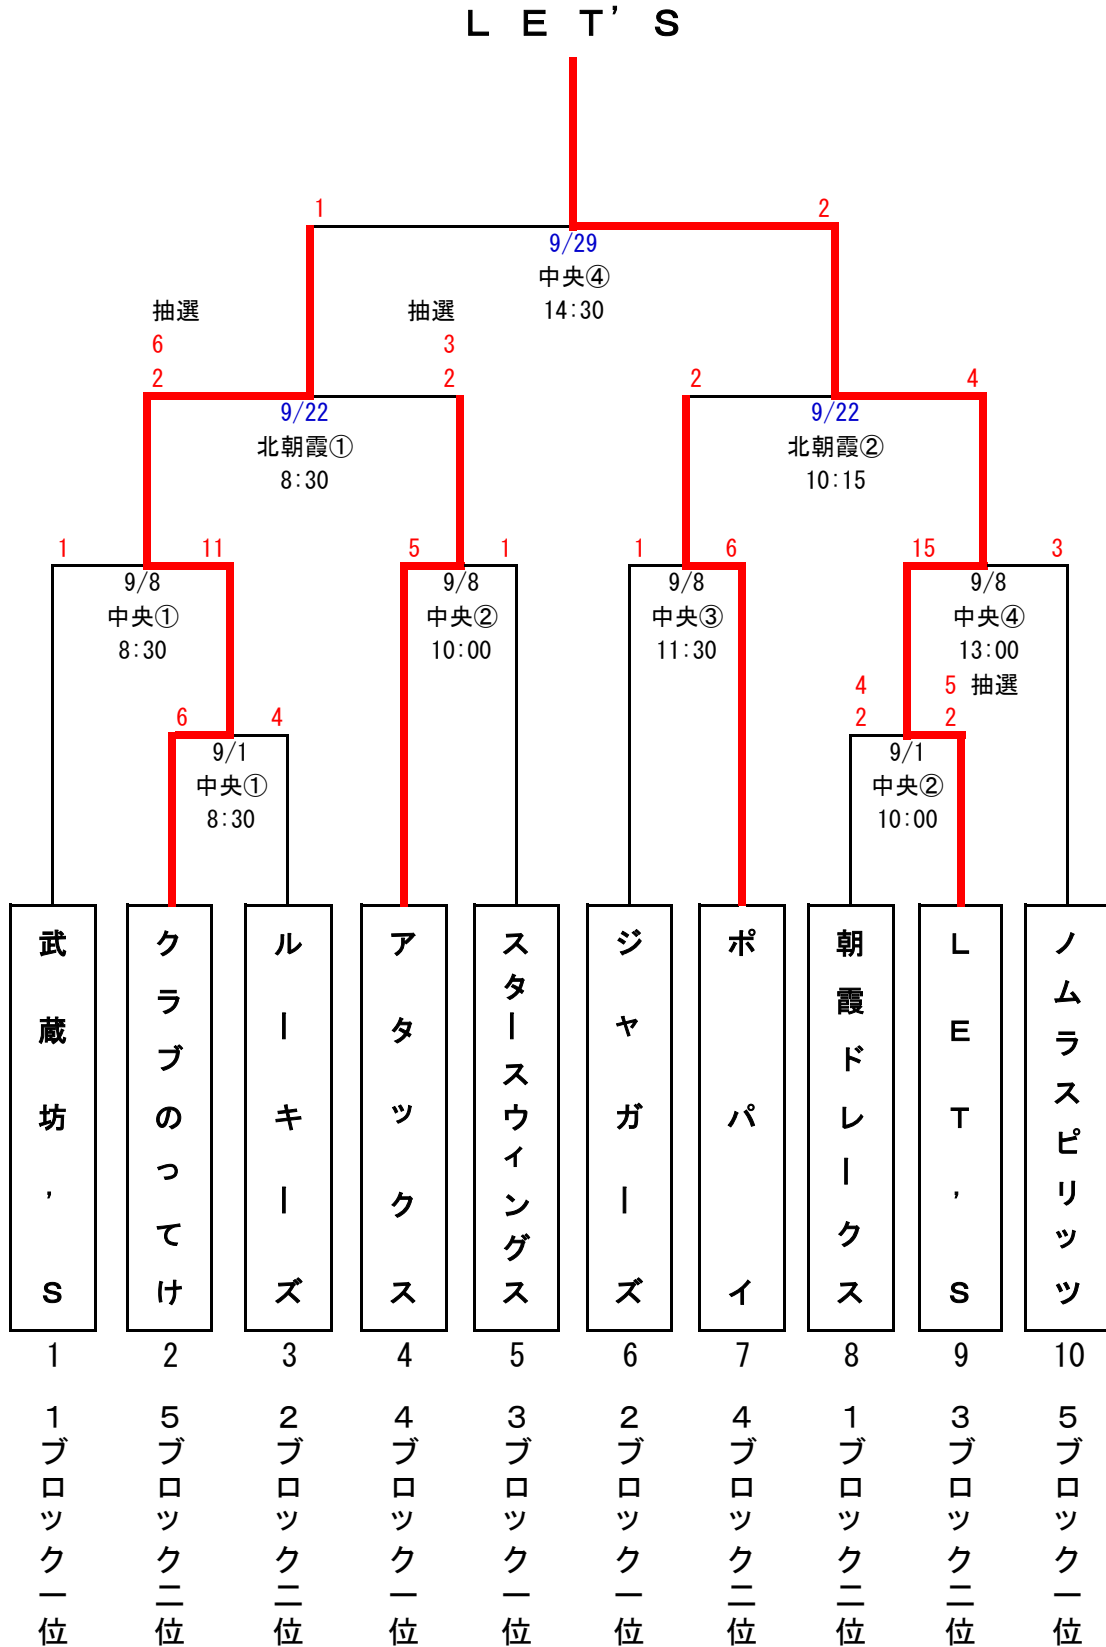 LET'S
1 2
9/29
中央④
14:30
抽選 抽選
6 3
2 2 2 4
9/22 9/22
北朝霞① 北朝霞②
8:30 10:15
1 11 5 1 1 6 15 3
9/8 9/8 9/8 9/8
中央① 中央② 中央③ 中央④
8:30 10:00 11:30 13:00
4 5 抽選
6 4 2 2
9/1 9/1
中央① 中央②
8:30 10:00
武蔵坊’S
クラブのってけ
ルーキーズ
アタックス
スタースウィングス
ジャガーズ
ポパイ
朝霞ドレークス
LET’S
ノムラスピリッツ
1 2 3 4 5 6 7 8 9 10
1ブロック一位
5ブロック二位
2ブロック二位
4ブロック一位
3ブロック一位
2ブロック一位
4ブロック二位
1ブロック二位
3ブロック二位
5ブロック一位